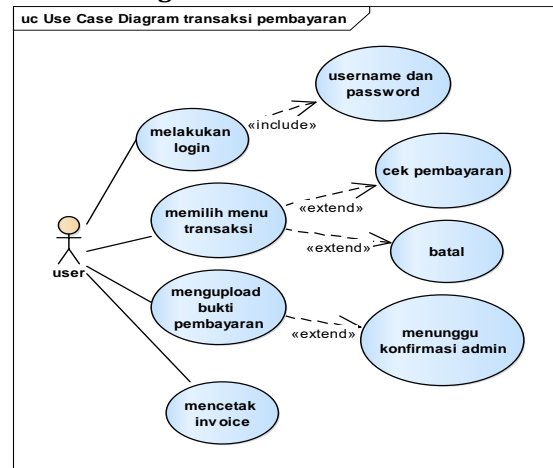 uc Use Case Diagram transaksi pembayaran
username dan
password
«include»
melakukan
login
cek pembayaran
memilih menu
transaksi
«extend»
«extend»
batal
user
mengupload
bukti
pembayaran
«extend»
menunggu
konfirmasi admin
mencetak
invoice